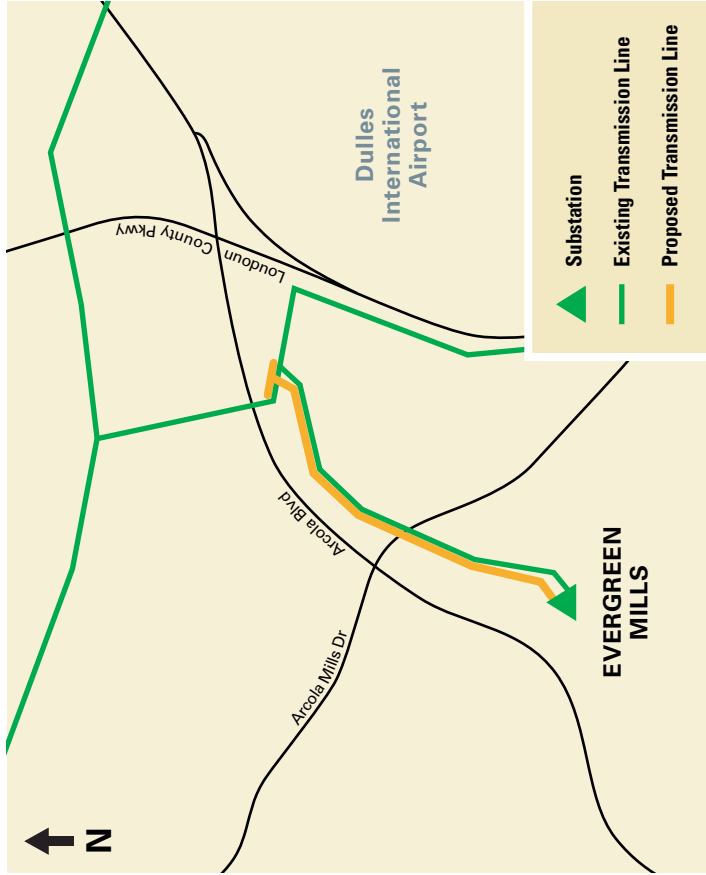 Dulles
International
Airport
Loudoun
County Pkwy
Arcola Blvd
Arcola Mills Dr
EVERGREEN
MILLS
N
Substation
Existing Transmission Line
Proposed Transmission Line